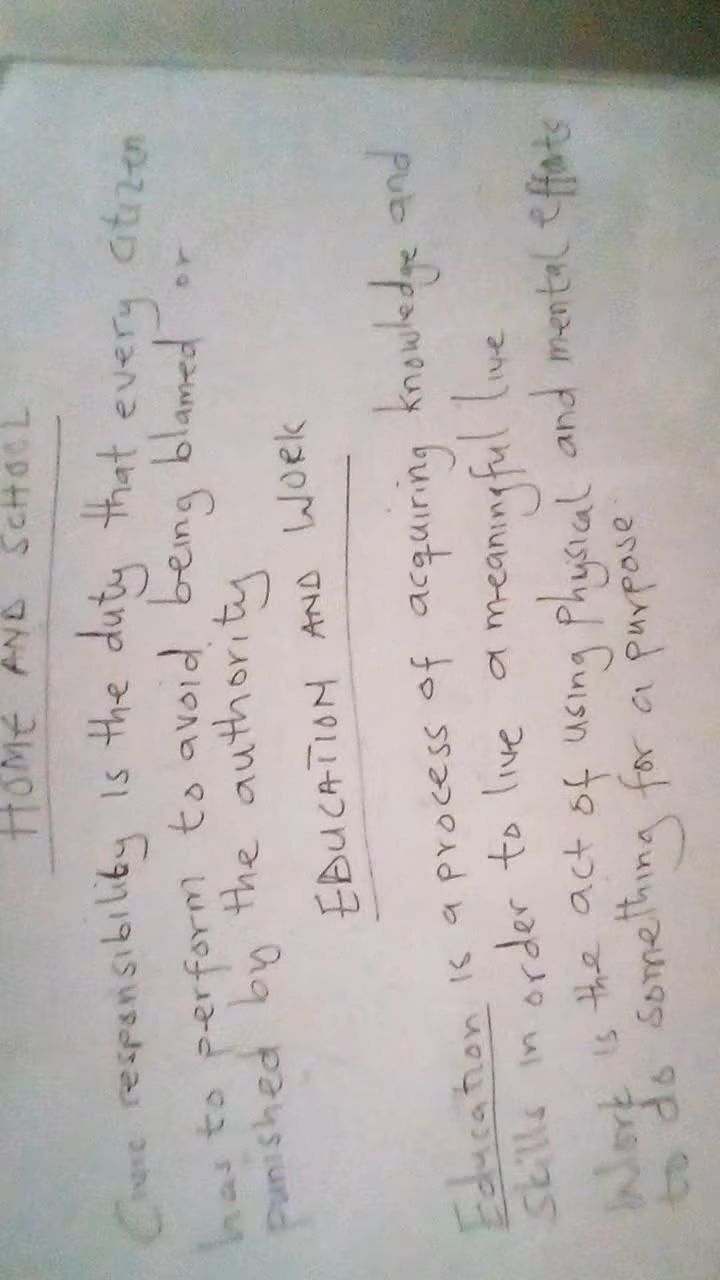 HOME AND SCHOOL
Civic responsibility is the duty that every citizen
has to perform to avoid being blamed or
punished by the authority
EDUCATION AND WORK
Education is a process of acquiring knowledge and
skills in order to live a meaningful live
Work is the act of using physical and mental efforts
to do something for a purpose